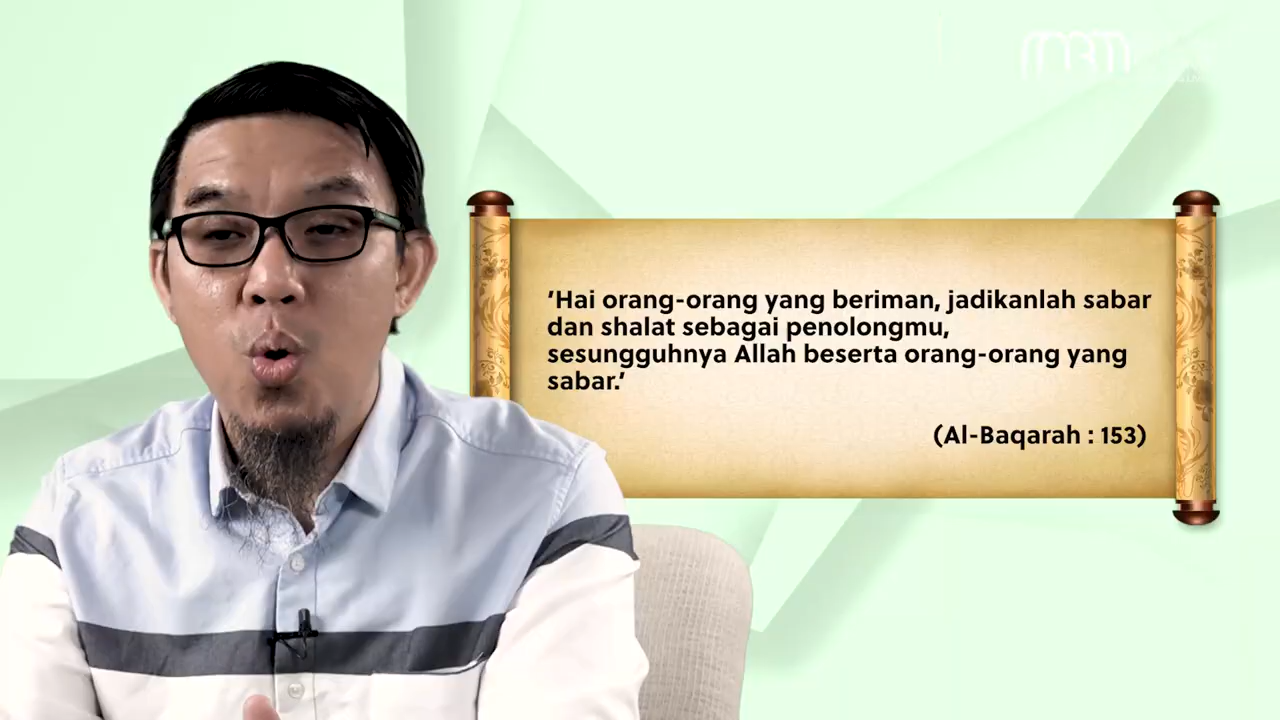 'Hai orang-orang yang beriman, jadikanlah sabar
dan shalat sebagai penolongmu,
sesungguhnya Allah beserta orang-orang yang
sabar.'
(Al-Baqarah : 153)